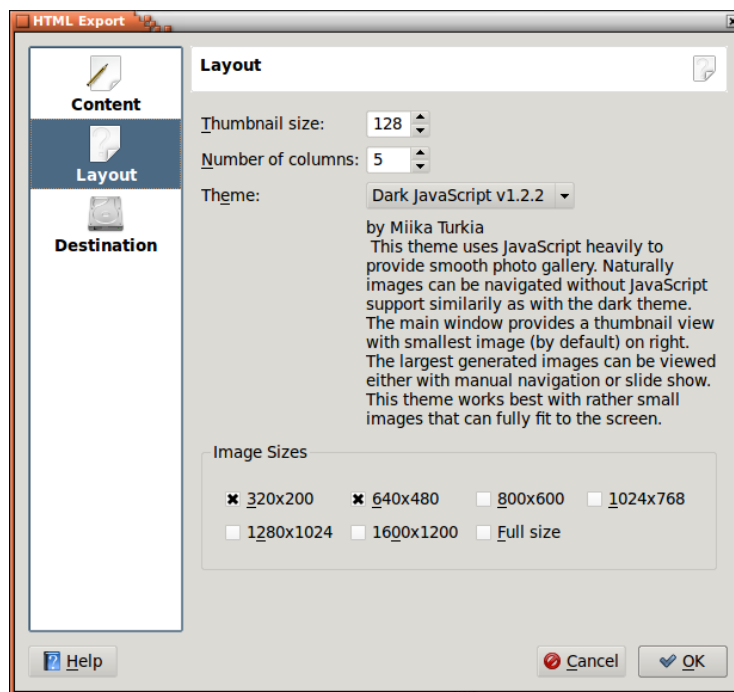 HTML Export
Content
Layout
Destination
Layout
Thumbnail size: 128
Number of columns: 5
Theme: Dark JavaScript v1.2.2
by Miika Turkia
This theme uses JavaScript heavily to
provide smooth photo gallery. Naturally
images can be navigated without JavaScript
support similarily as with the dark theme.
The main window provides a thumbnail view
with smallest image (by default) on right.
The largest generated images can be viewed
either with manual navigation or slide show.
This theme works best with rather small
images that can fully fit to the screen.
Image Sizes
320x200 640x480 800x600 1024x768
1280x1024 1600x1200 Full size
Help Cancel OK